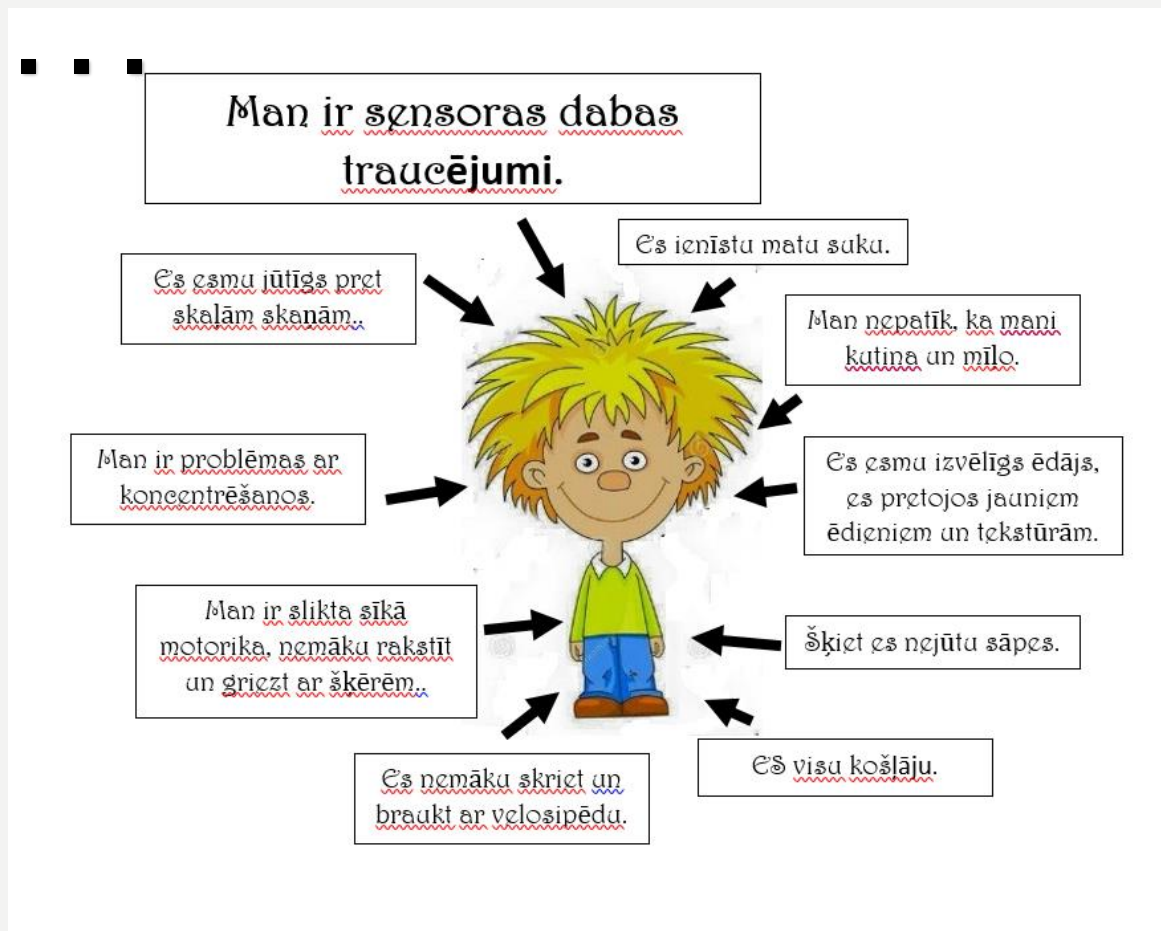 Man ir sensoras dabas
traucējumi.
Es ienīstu matu suku.
Es esmu jūtīgs pret
skaļām skaņām..
Man nepatīk, ka mani
kutina un mīļo.
Man ir problēmas ar
koncentrēšanos.
Es esmu izvēlīgs ēdājs,
es pretojos jauniem
ēdieniem un tekstūrām.
Man ir slikta sīkā
motorika, nemāku rakstīt
un griezt ar šķērēm..
Šķiet es nejūtu sāpes.
Es nemāku skriet un
braukt ar velosipēdu.
ES visu košļāju.